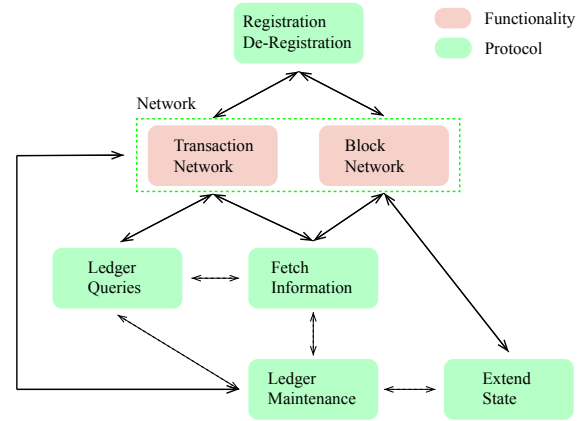 Registration
De-Registration
Functionality
Protocol
Network
Transaction
Network
Block
Network
Ledger
Queries
Fetch
Information
Ledger
Maintenance
Extend
State